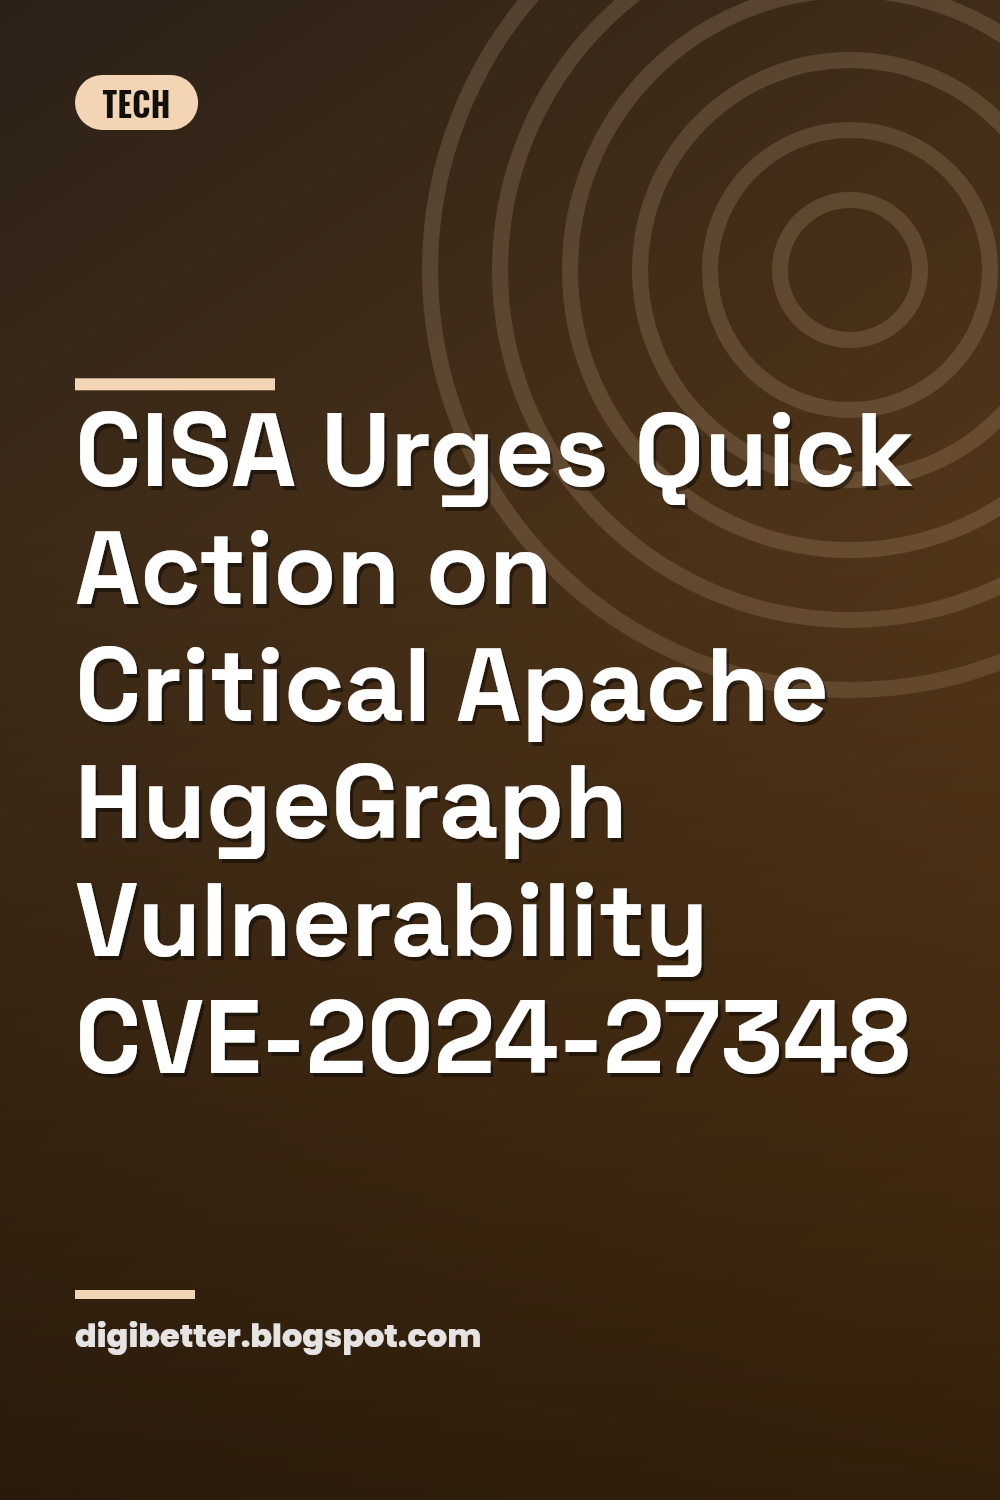 TECH
CISA Urges Quick
Action on
Critical Apache
HugeGraph
Vulnerability
CVE-2024-27348
digibetter.blogspot.com